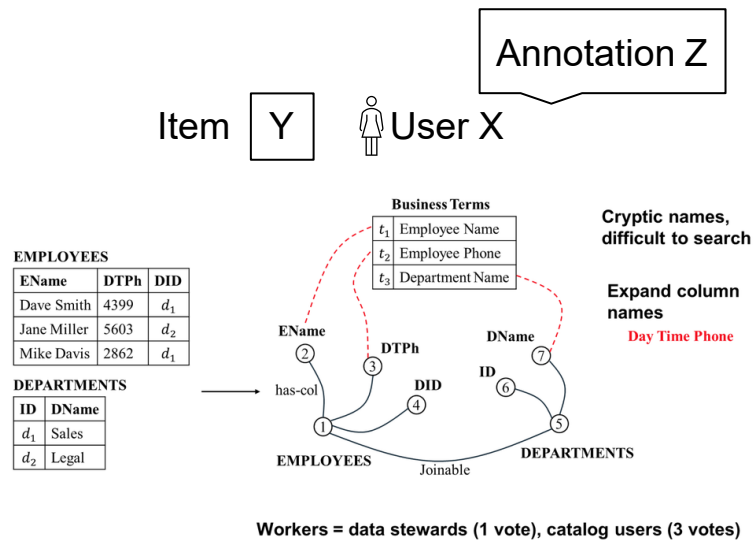 Annotation Z
Item Y User X
Business Terms
t₁ Employee Name
t₂ Employee Phone
t₃ Department Name
Cryptic names,
difficult to search
Expand column
names
Day Time Phone
EMPLOYEES
EName DTPh DID
Dave Smith 4399 d₁
Jane Miller 5603 d₂
Mike Davis 2862 d₁
DEPARTMENTS
ID DName
d₁ Sales
d₂ Legal
has-col
EName
2
DTPh
3
DID
4
1
EMPLOYEES
Joinable
DName
7
ID
6
5
DEPARTMENTS
Workers = data stewards (1 vote), catalog users (3 votes)